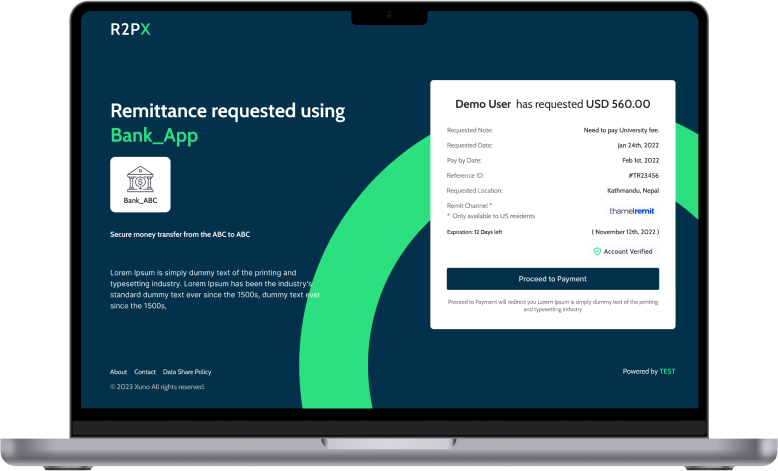 R2PX
Remittance requested using
Bank_App
Bank_ABC
Secure money transfer from the ABC to ABC
Lorem Ipsum is simply dummy text of the printing and
typesetting industry. Lorem Ipsum has been the industry's
standard dummy text ever since the 1500s, dummy text ever
since the 1500s,
Demo User has requested USD 560.00
Requested Note: Need to pay University fee.
Requested Date: Jan 24th, 2022
Pay by Date: Feb 1st, 2022
Reference ID: #TR23456
Requested Location: Kathmandu, Nepal
Remit Channel * thamelremit
* Only available to US residents
Expiration: 12 Days left ( November 12th, 2022 )
Account Verified
Proceed to Payment
Proceed to Payment will redirect you Lorem Ipsum is simply dummy text of the printing
and typesetting industry
About Contact Data Share Policy
Powered by TEST
© 2023 Xuno All rights reserved.